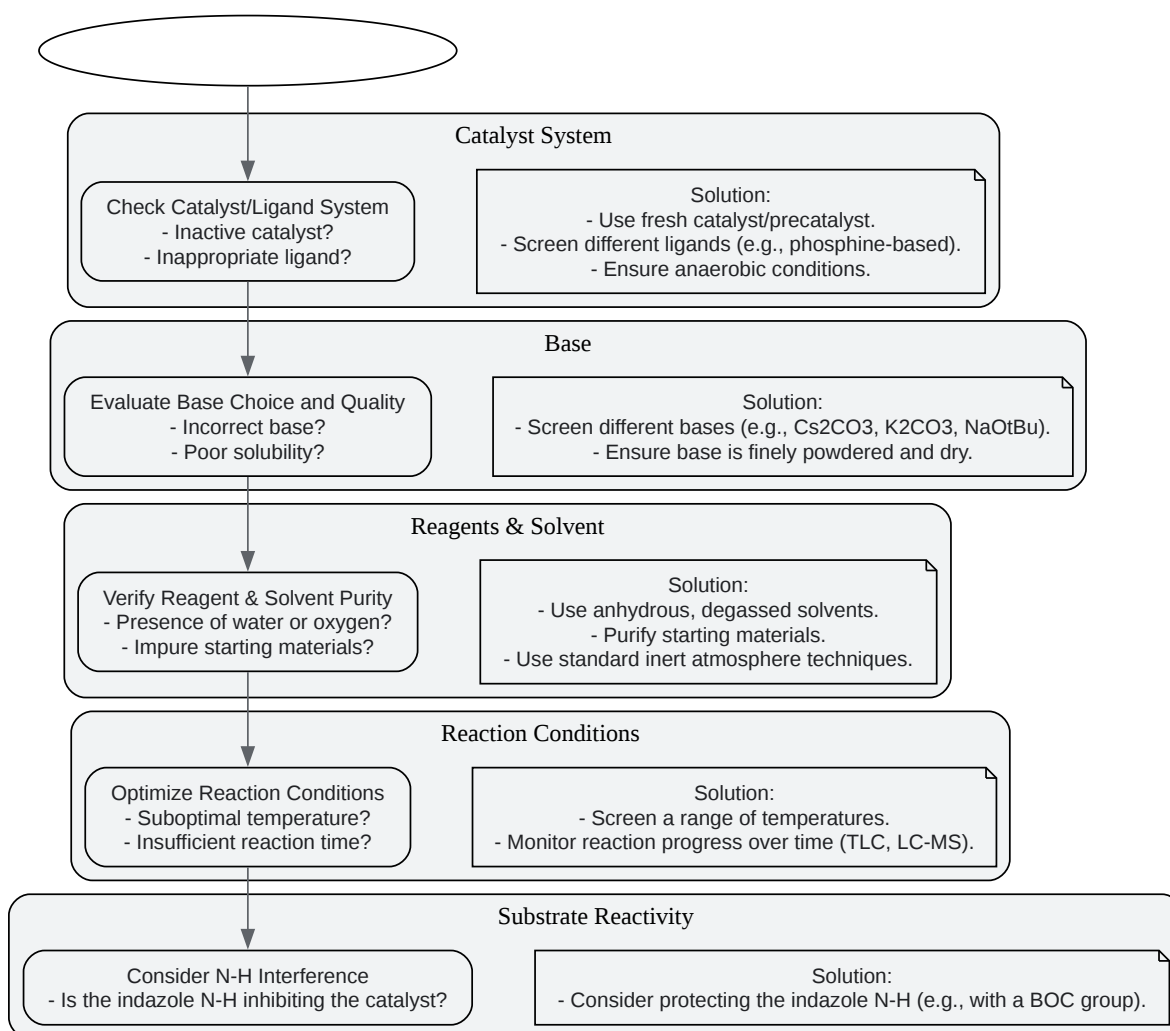 Catalyst System
Check Catalyst/Ligand System
- Inactive catalyst?
- Inappropriate ligand?
Solution:
- Use fresh catalyst/precatalyst.
- Screen different ligands (e.g., phosphine-based).
- Ensure anaerobic conditions.
Base
Evaluate Base Choice and Quality
- Incorrect base?
- Poor solubility?
Solution:
- Screen different bases (e.g., Cs2CO3, K2CO3, NaOtBu).
- Ensure base is finely powdered and dry.
Reagents & Solvent
Verify Reagent & Solvent Purity
- Presence of water or oxygen?
- Impure starting materials?
Solution:
- Use anhydrous, degassed solvents.
- Purify starting materials.
- Use standard inert atmosphere techniques.
Reaction Conditions
Optimize Reaction Conditions
- Suboptimal temperature?
- Insufficient reaction time?
Solution:
- Screen a range of temperatures.
- Monitor reaction progress over time (TLC, LC-MS).
Substrate Reactivity
Consider N-H Interference
- Is the indazole N-H inhibiting the catalyst?
Solution:
- Consider protecting the indazole N-H (e.g., with a BOC group).